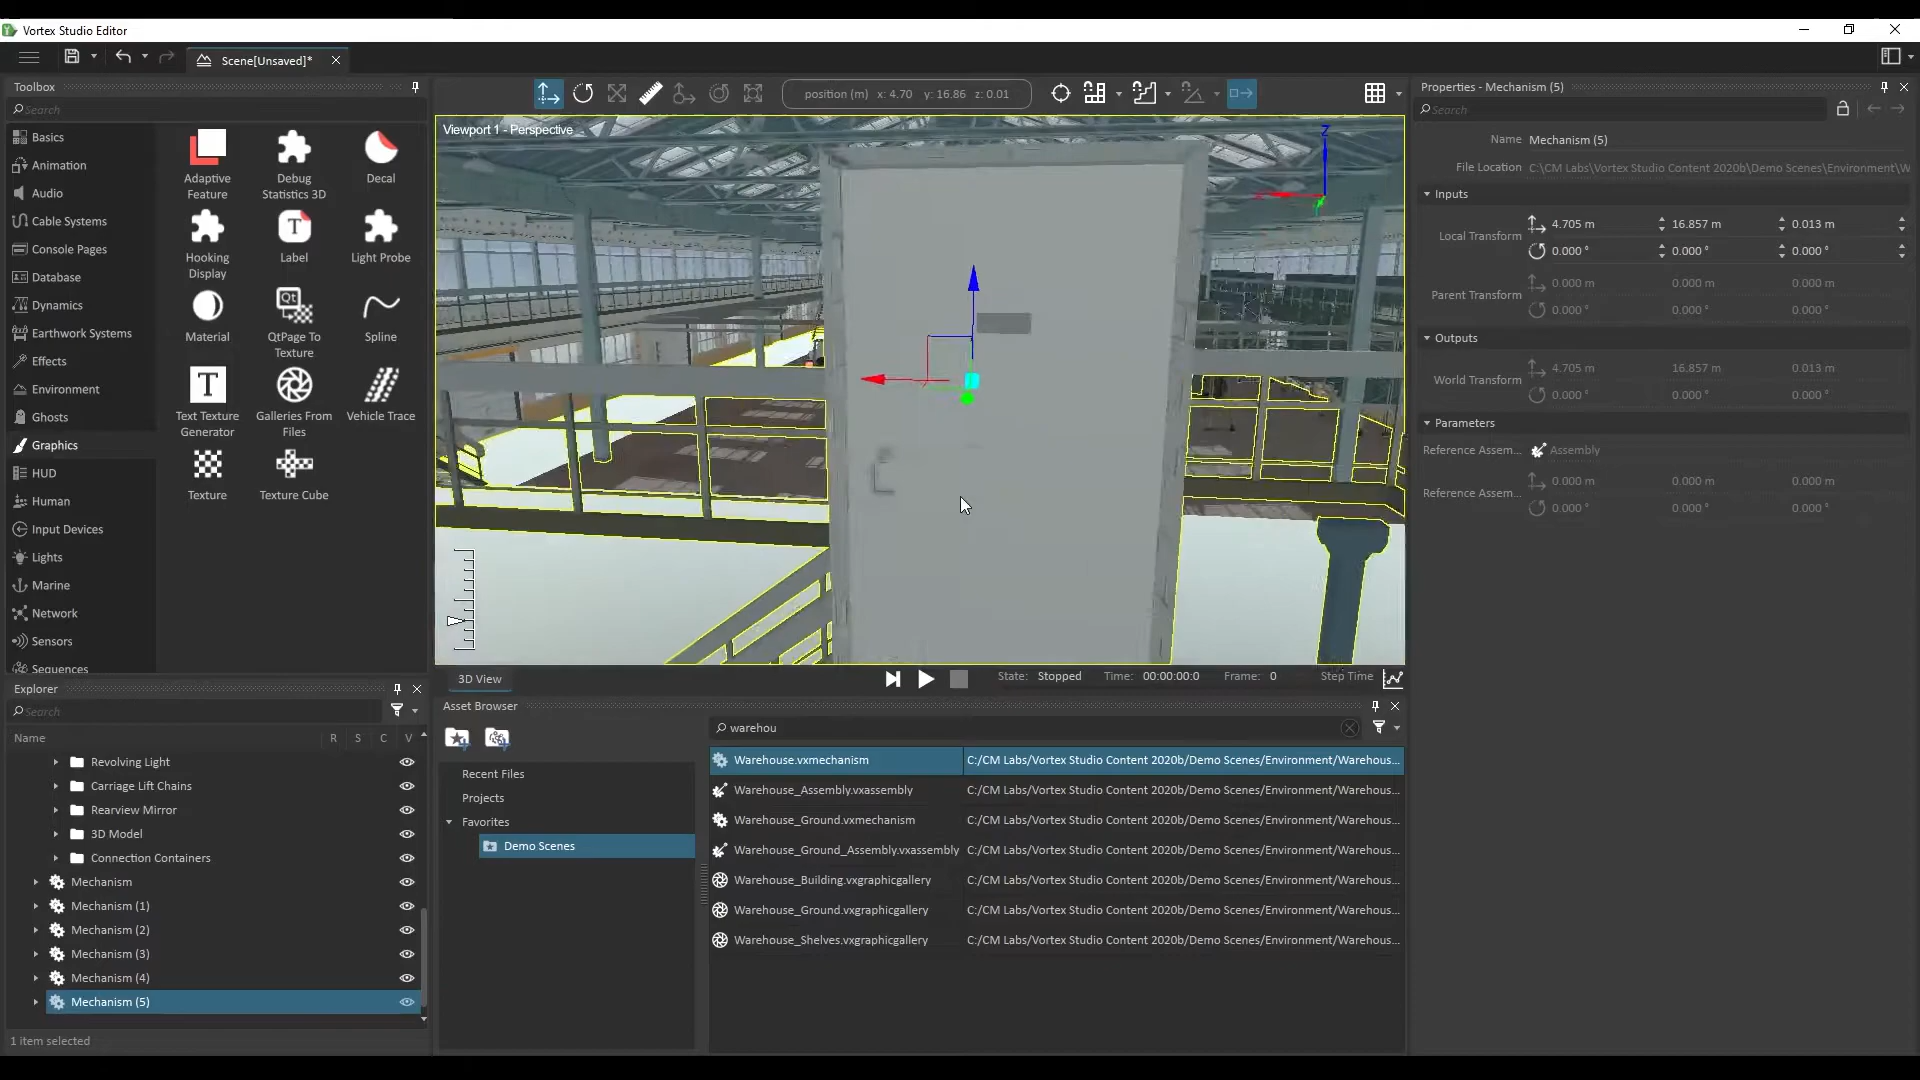 Vortex Studio Editor
Scene[Unsaved]*
Toolbox
Search
Basics
Animation
Audio
Cable Systems
Console Pages
Database
Dynamics
Earthwork Systems
Effects
Environment
Ghosts
Graphics
HUD
Human
Input Devices
Lights
Marine
Network
Sensors
Sequences
Adaptive Feature
Debug Statistics 3D
Decal
Hooking Display
Label
Light Probe
Material
QtPage To Texture
Spline
Text Texture Generator
Galleries From Files
Vehicle Trace
Texture
Texture Cube
position (m) x: 4.70 y: 16.86 z: 0.01
Viewport 1 - Perspective
Z
3D View
State: Stopped Time: 00:00:00:0 Frame: 0 Step Time
Explorer
Search
Name R S C V
Revolving Light
Carriage Lift Chains
Rearview Mirror
3D Model
Connection Containers
Mechanism
Mechanism (1)
Mechanism (2)
Mechanism (3)
Mechanism (4)
Mechanism (5)
1 item selected
Asset Browser
Recent Files
Projects
Favorites
Demo Scenes
warehou
Warehouse.vxmechanism C:/CM Labs/Vortex Studio Content 2020b/Demo Scenes/Environment/Warehous...
Warehouse_Assembly.vxassembly C:/CM Labs/Vortex Studio Content 2020b/Demo Scenes/Environment/Warehous...
Warehouse_Ground.vxmechanism C:/CM Labs/Vortex Studio Content 2020b/Demo Scenes/Environment/Warehous...
Warehouse_Ground_Assembly.vxassembly C:/CM Labs/Vortex Studio Content 2020b/Demo Scenes/Environment/Warehous...
Warehouse_Building.vxgraphicgallery C:/CM Labs/Vortex Studio Content 2020b/Demo Scenes/Environment/Warehous...
Warehouse_Ground.vxgraphicgallery C:/CM Labs/Vortex Studio Content 2020b/Demo Scenes/Environment/Warehous...
Warehouse_Shelves.vxgraphicgallery C:/CM Labs/Vortex Studio Content 2020b/Demo Scenes/Environment/Warehous...
Properties - Mechanism (5)
Search
Name Mechanism (5)
File Location C:\CM Labs\Vortex Studio Content 2020b\Demo Scenes\Environment\W
Inputs
Local Transform 4.705 m 16.857 m 0.013 m
0.000 ° 0.000 ° 0.000 °
Parent Transform 0.000 m 0.000 m 0.000 m
0.000 ° 0.000 ° 0.000 °
Outputs
World Transform 4.705 m 16.857 m 0.013 m
0.000 ° 0.000 ° 0.000 °
Parameters
Reference Assem... Assembly
Reference Assem... 0.000 m 0.000 m 0.000 m
0.000 ° 0.000 ° 0.000 °